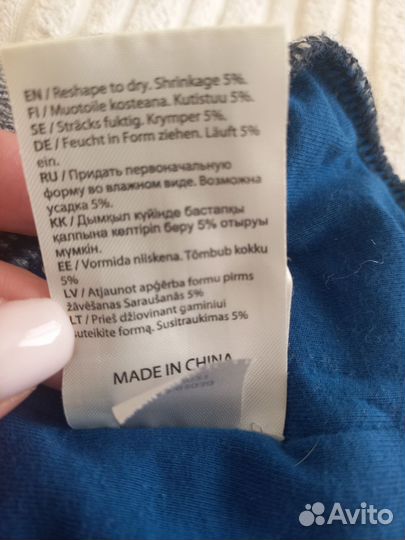 EN / Reshape to dry. Shrinkage 5%.
FI / Muotoile kosteana. Kutistuu 5%.
SE / Sträcks fuktig. Krymper 5%.
DE / Feucht in Form ziehen. Läuft 5%
ein.
RU / Придать первоначальную
форму во влажном виде. Возможна
усадка 5%.
KK / Дымқыл күйінде бастапқы
қалпына келтіріп беру 5% отыруы
мүмкін.
EE / Vormida niiskena. Tõmbub kokku
5%
LV / Atjaunot apģērba formu pirms
žāvēšanas Saraušanās 5%
LT / Prieš džiovinant gaminiui
suteikite formą. Susitraukimas 5%
MADE IN CHINA
Avito